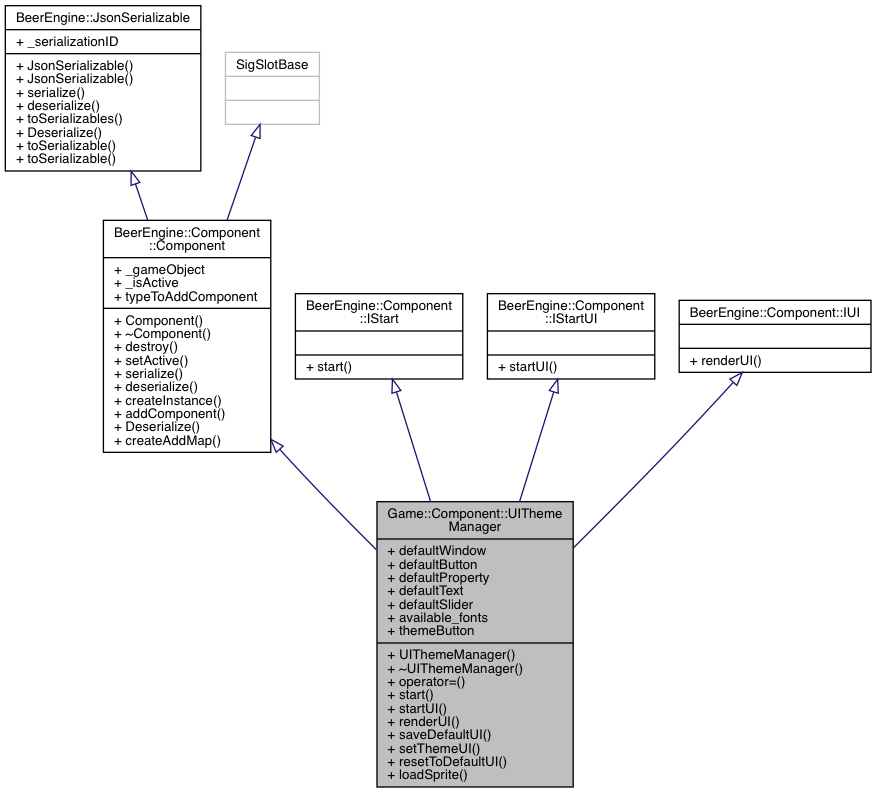 BeerEngine::JsonSerializable
+ _serializationID
+ JsonSerializable()
+ JsonSerializable()
+ serialize()
+ deserialize()
+ toSerializables()
+ Deserialize()
+ toSerializable()
+ toSerializable()
SigSlotBase
BeerEngine::Component
::Component
+ _gameObject
+ _isActive
+ typeToAddComponent
+ Component()
+ ~Component()
+ destroy()
+ setActive()
+ serialize()
+ deserialize()
+ createInstance()
+ addComponent()
+ Deserialize()
+ createAddMap()
BeerEngine::Component
::IStart
+ start()
BeerEngine::Component
::IStartUI
+ startUI()
BeerEngine::Component::IUI
+ renderUI()
Game::Component::UITheme
Manager
+ defaultWindow
+ defaultButton
+ defaultProperty
+ defaultText
+ defaultSlider
+ available_fonts
+ themeButton
+ UIThemeManager()
+ ~UIThemeManager()
+ operator=()
+ start()
+ startUI()
+ renderUI()
+ saveDefaultUI()
+ setThemeUI()
+ resetToDefaultUI()
+ loadSprite()